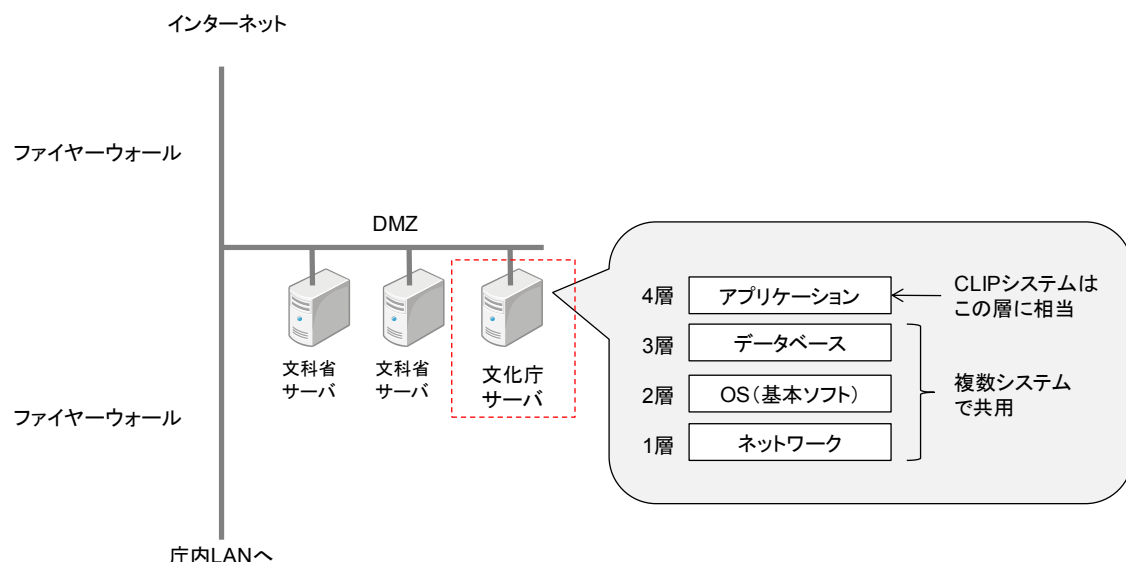 インターネット
ファイヤーウォール
DMZ
文科省
サーバ
文科省
サーバ
文化庁
サーバ
4層
アプリケーション
CLIPシステムは
この層に相当
3層
データベース
2層
OS(基本ソフト)
複数システム
で共用
1層
ネットワーク
ファイヤーウォール
庁内LANへ